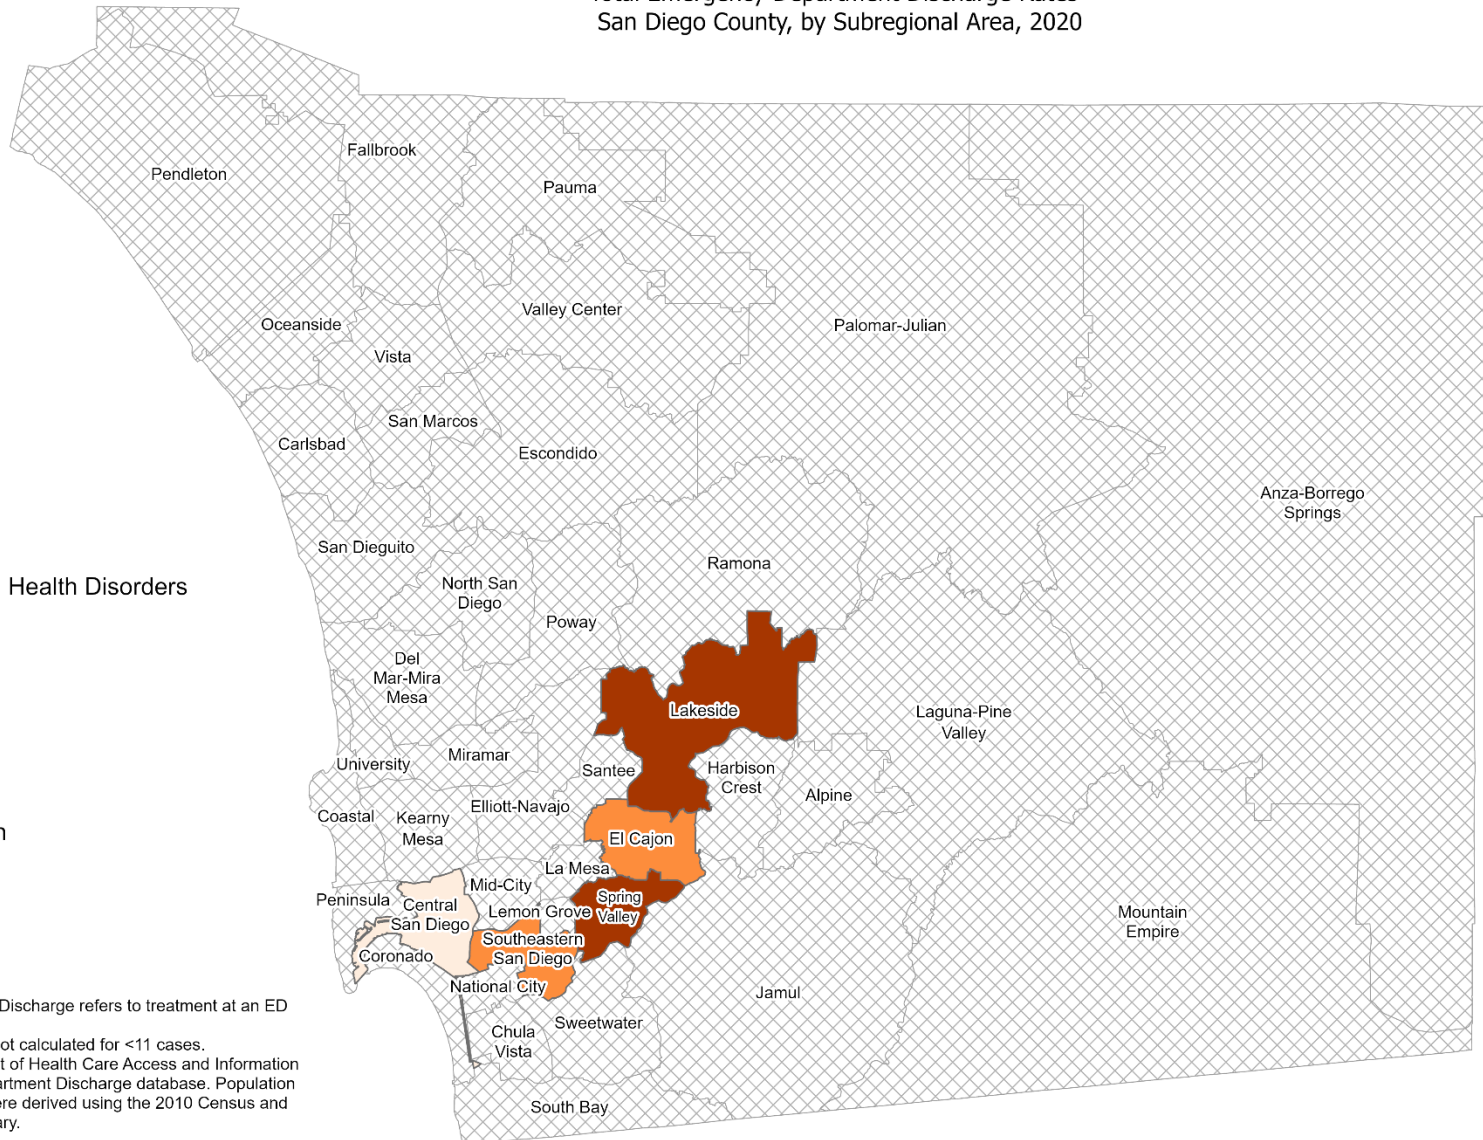 Total Emergency Department Discharge Rates
San Diego County, by Subregional Area, 2020
Fallbrook
Pendleton
Pauma
Valley Center
Oceanside
Palomar-Julian
Vista
San Marcos
Carlsbad
Escondido
Anza-Borrego
Springs
San Dieguito
Ramona
Health Disorders
North San
Diego
Poway
Del
Mar-Mira
Mesa
Lakeside
Laguna-Pine
Valley
Miramar
University
Santee
Harbison
Crest
Alpine
Elliott-Navajo
Coastal
Kearny
Mesa
El Cajon
La Mesa
Mid-City
Peninsula
Central
San Diego
Spring
Valley
Lemon Grove
Mountain
Empire
Southeastern
San Diego
Coronado
National City
Jamul
Discharge refers to treatment at an ED
Sweetwater
Chula
Vista
ot calculated for <11 cases.
t of Health Care Access and Information
artment Discharge database. Population
ere derived using the 2010 Census and
ary.
South Bay